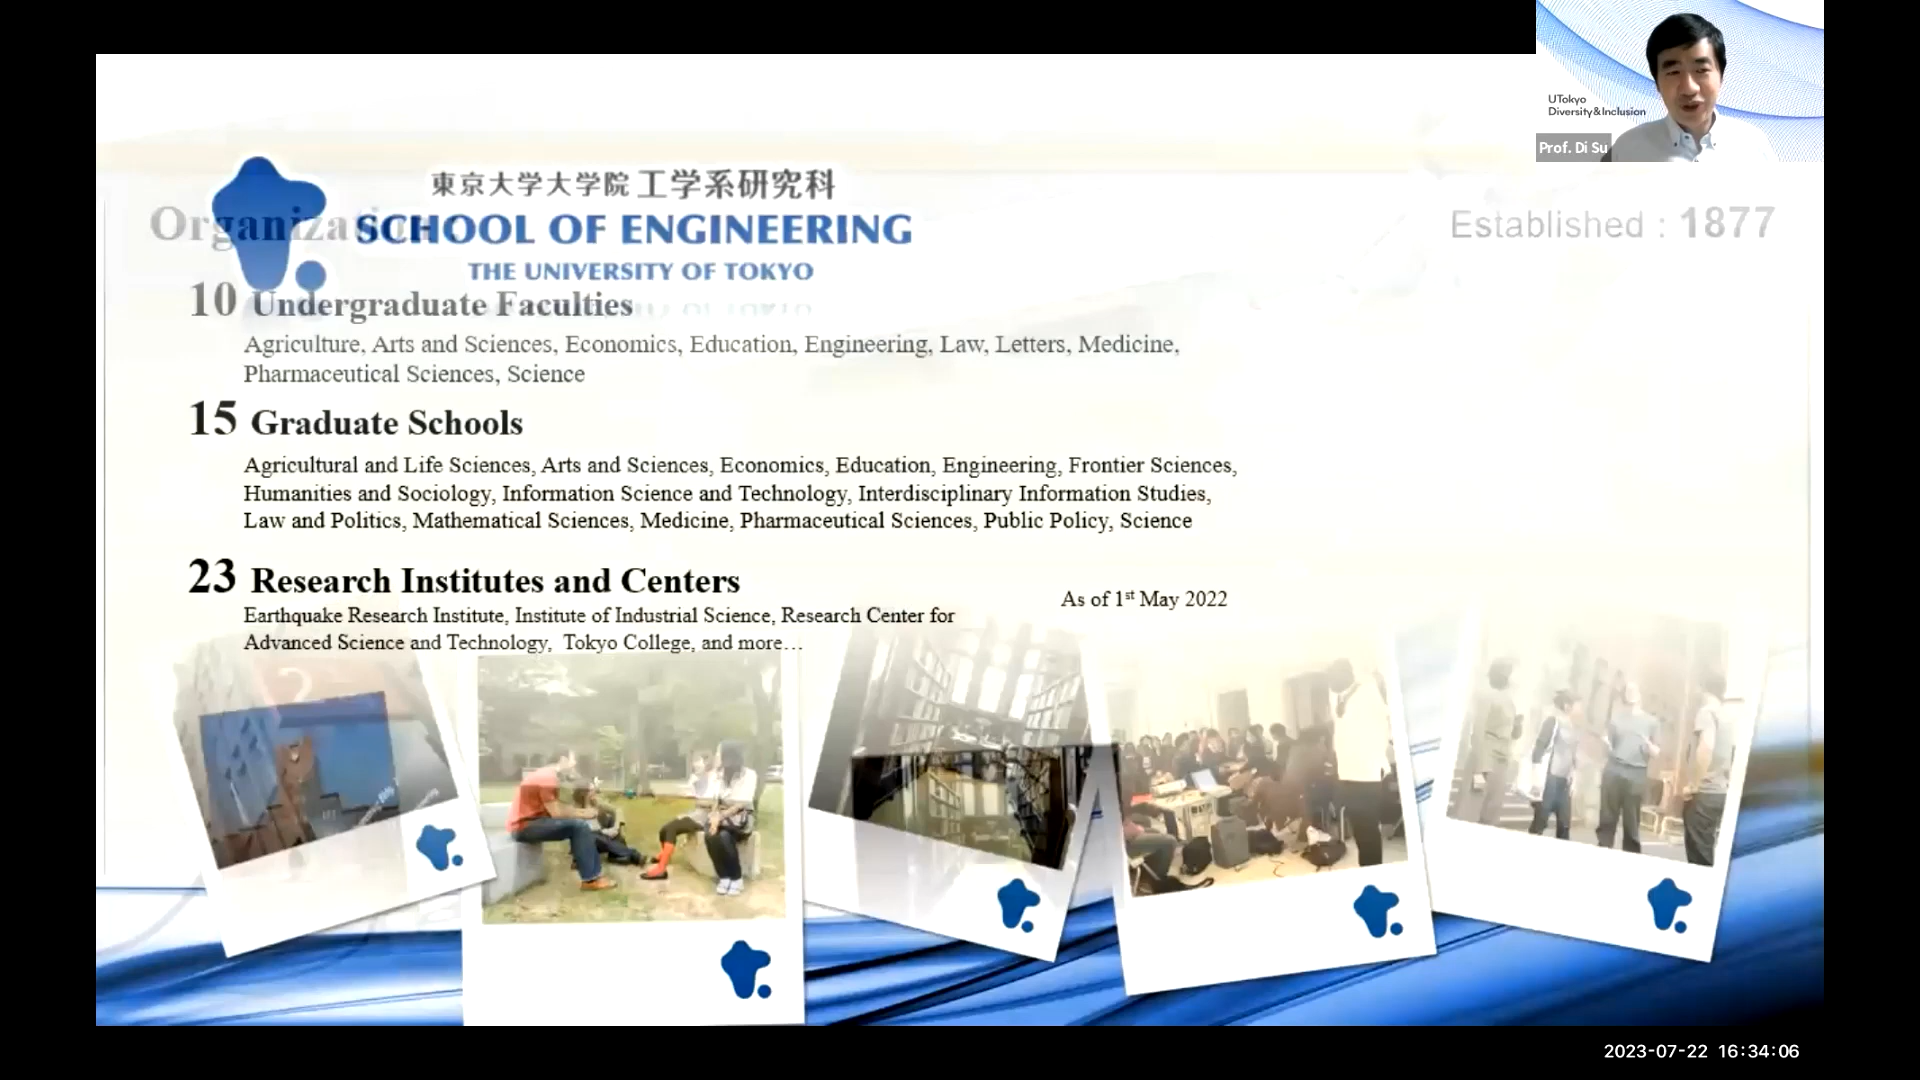 UTokyo
Diversity&Inclusion
Prof. Di Su
東京大学大学院 工学系研究科
Organization
SCHOOL OF ENGINEERING
Established : 1877
THE UNIVERSITY OF TOKYO
10 Undergraduate Faculties
Agriculture, Arts and Sciences, Economics, Education, Engineering, Law, Letters, Medicine,
Pharmaceutical Sciences, Science
15 Graduate Schools
Agricultural and Life Sciences, Arts and Sciences, Economics, Education, Engineering, Frontier Sciences,
Humanities and Sociology, Information Science and Technology, Interdisciplinary Information Studies,
Law and Politics, Mathematical Sciences, Medicine, Pharmaceutical Sciences, Public Policy, Science
23 Research Institutes and Centers
As of 1st May 2022
Earthquake Research Institute, Institute of Industrial Science, Research Center for
Advanced Science and Technology, Tokyo College, and more…
2023-07-22 16:34:06